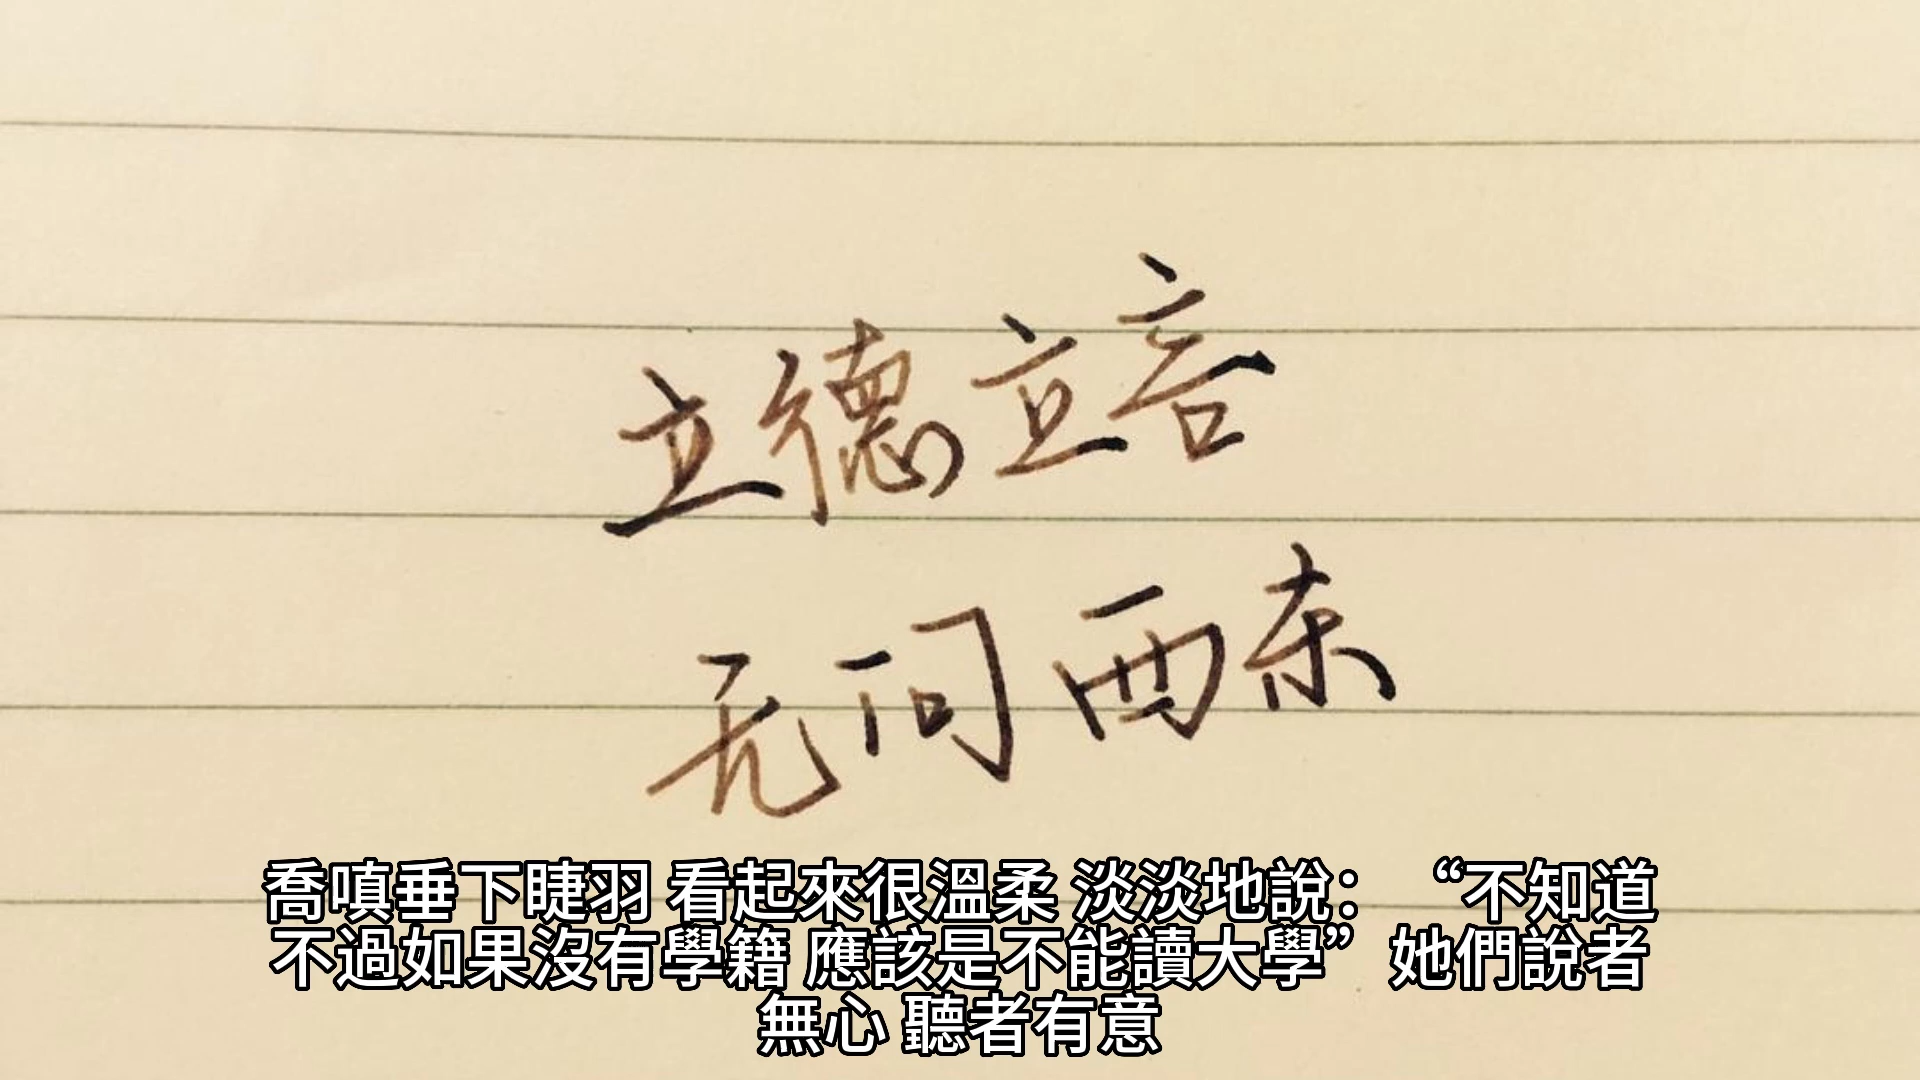 立德立言
无问西东
喬嗔垂下睫羽 看起來很溫柔 淡淡地說：“不知道
不過如果沒有學籍 應該是不能讀大學”她們說者
無心 聽者有意